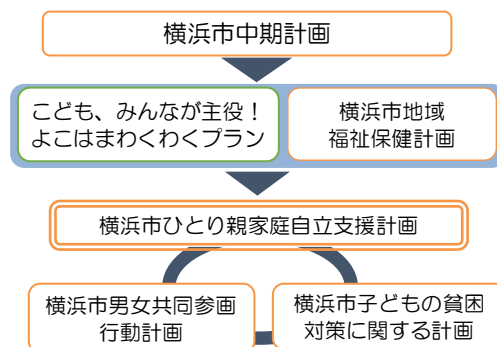 横浜市中期計画
こども、みんなが主役！
よこはまわくわくプラン
横浜市地域
福祉保健計画
横浜市ひとり親家庭自立支援計画
横浜市男女共同参画
行動計画
横浜市子どもの貧困
対策に関する計画